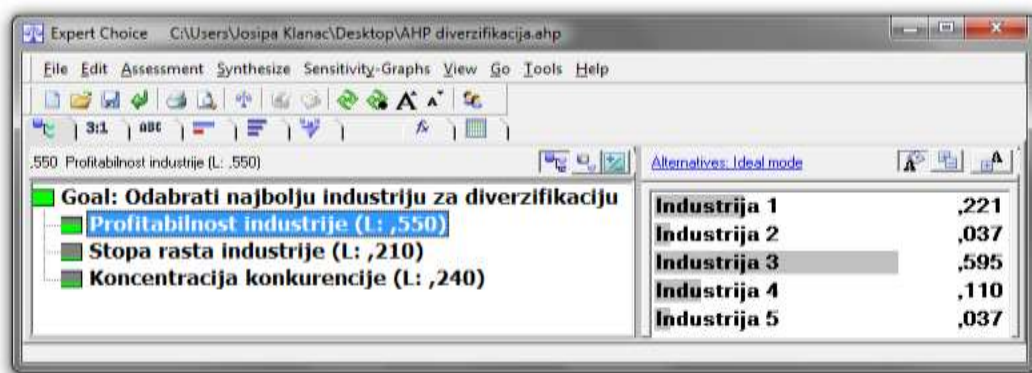 Expert Choice C:\Users\Josipa Klanac\Desktop\AHP diverzifikacija.ahp
File Edit Assessment Synthesize Sensitivity-Graphs View Go Tools Help
3:1 ABC
,550 Profitabilnost industrije (L: ,550)
Goal: Odabrati najbolju industriju za diverzifikaciju
Profitabilnost industrije (L: ,550)
Stopa rasta industrije (L: ,210)
Koncentracija konkurencije (L: ,240)
Alternatives: Ideal mode
Industrija 1 ,221
Industrija 2 ,037
Industrija 3 ,595
Industrija 4 ,110
Industrija 5 ,037